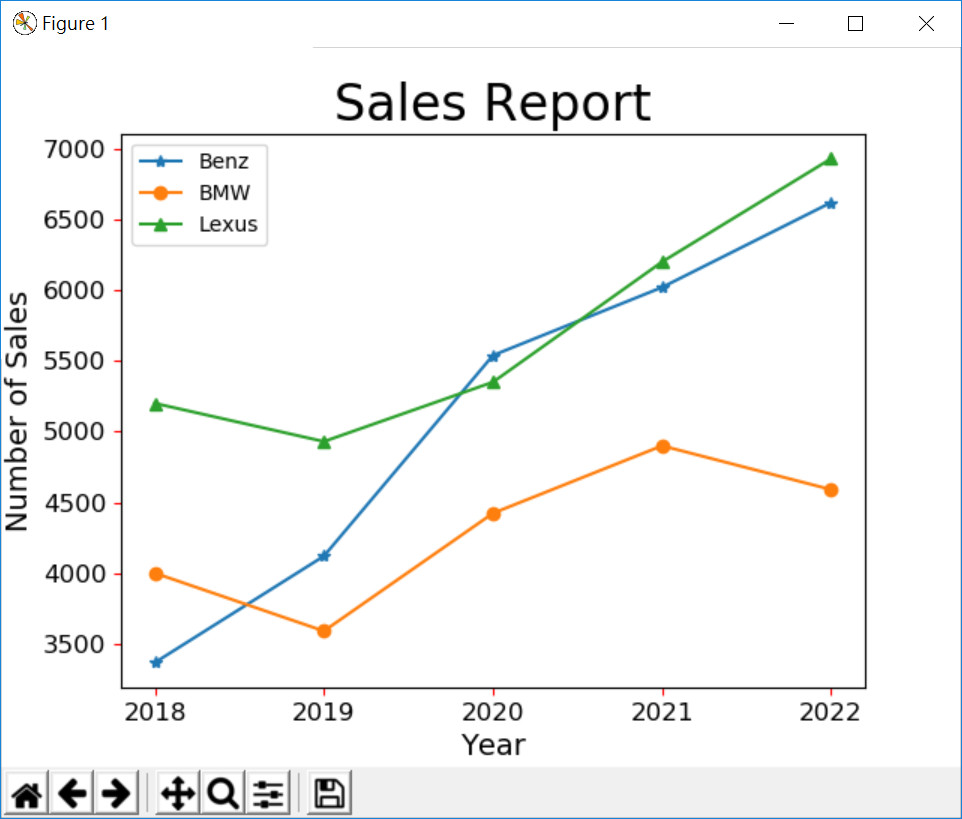 Figure 1
Sales Report
7000
6500
6000
5500
5000
4500
4000
3500
Number of Sales
Benz
BMW
Lexus
2018 2019 2020 2021 2022
Year